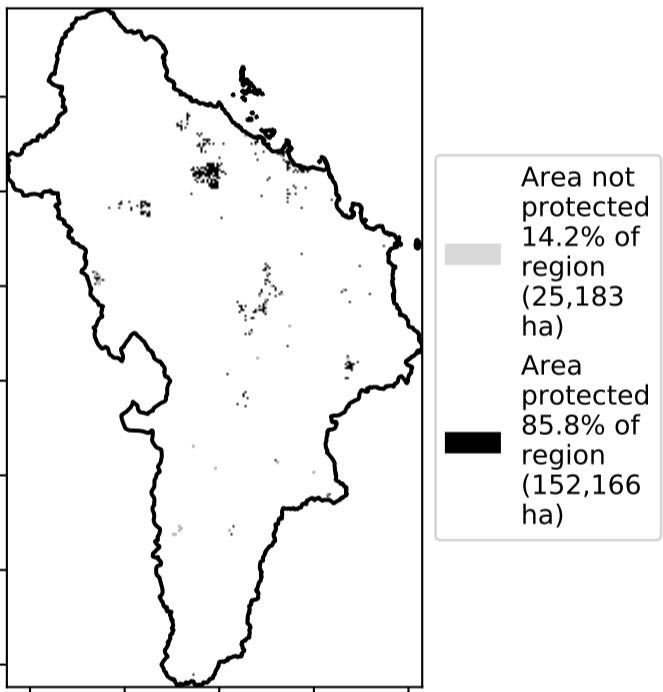 Area not
protected
14.2% of
region
(25,183
ha)
Area
protected
85.8% of
region
(152,166
ha)